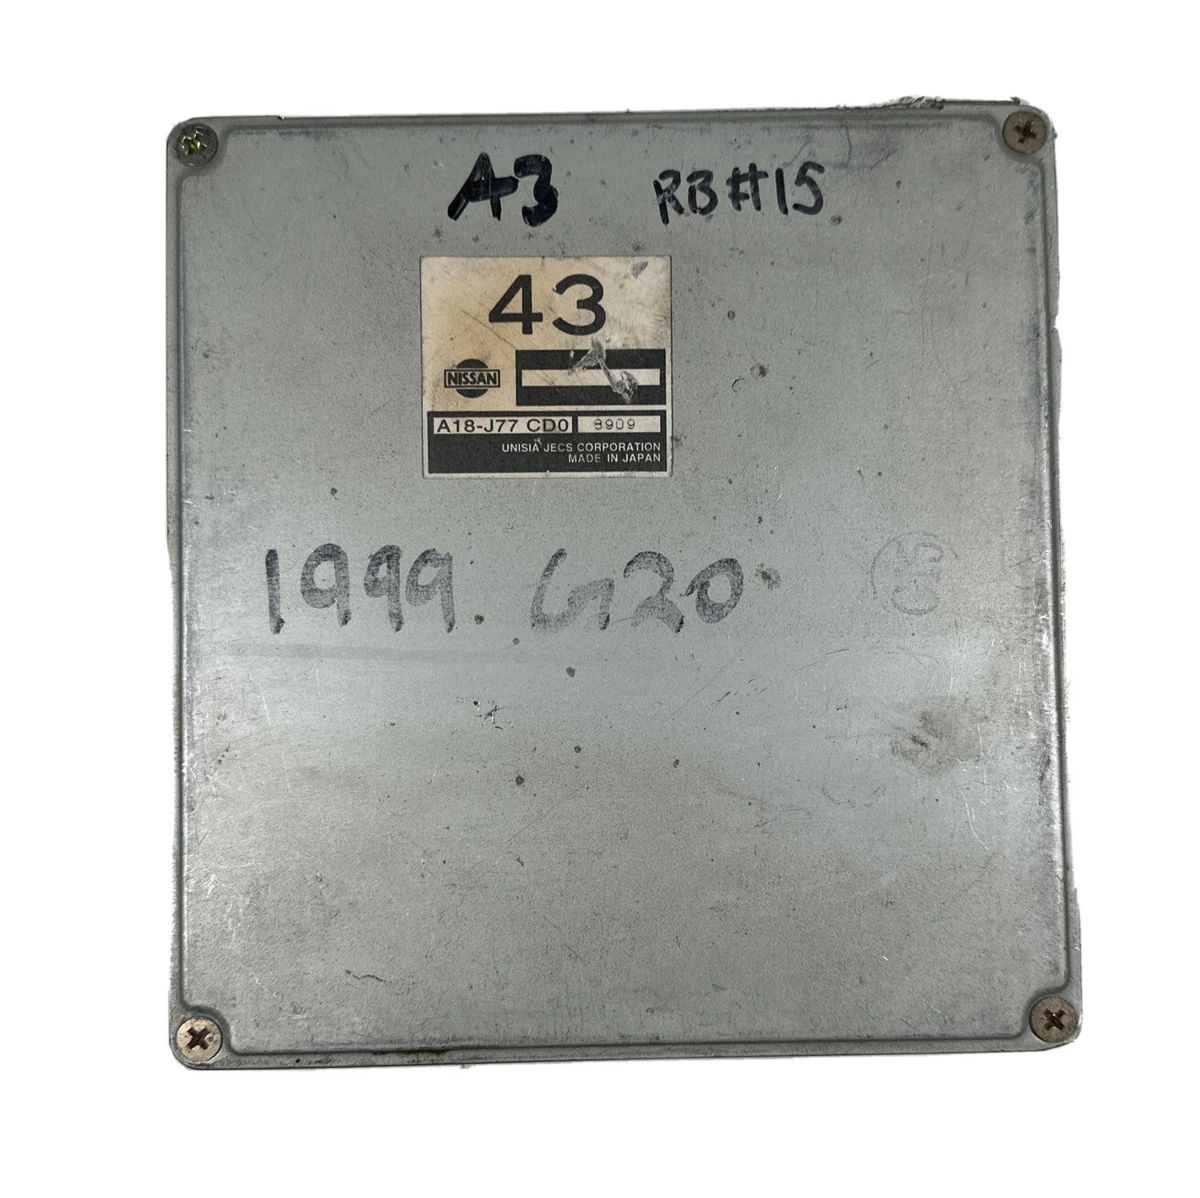 A3 RB#15
43
NISSAN
A18-J77 CD0 8909
UNISIA JECS CORPORATION
MADE IN JAPAN
1999 G20